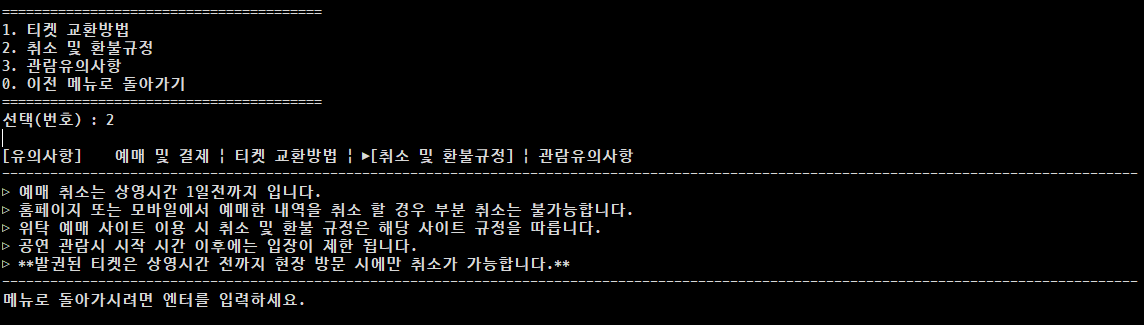 ========================================
1. 티켓 교환방법
2. 취소 및 환불규정
3. 관람유의사항
0. 이전 메뉴로 돌아가기
========================================
선택(번호) : 2
[유의사항]    예매 및 결제 ¦ 티켓 교환방법 ¦ ▶[취소 및 환불규정] ¦ 관람유의사항
----------------------------------------------------------------------------------------------------------------------------------------------
▷ 예매 취소는 상영시간 1일전까지 입니다.
▷ 홈페이지 또는 모바일에서 예매한 내역을 취소 할 경우 부분 취소는 불가능합니다.
▷ 위탁 예매 사이트 이용 시 취소 및 환불 규정은 해당 사이트 규정을 따릅니다.
▷ 공연 관람시 시작 시간 이후에는 입장이 제한 됩니다.
▷ **발권된 티켓은 상영시간 전까지 현장 방문 시에만 취소가 가능합니다.**
----------------------------------------------------------------------------------------------------------------------------------------------
메뉴로 돌아가시려면 엔터를 입력하세요.